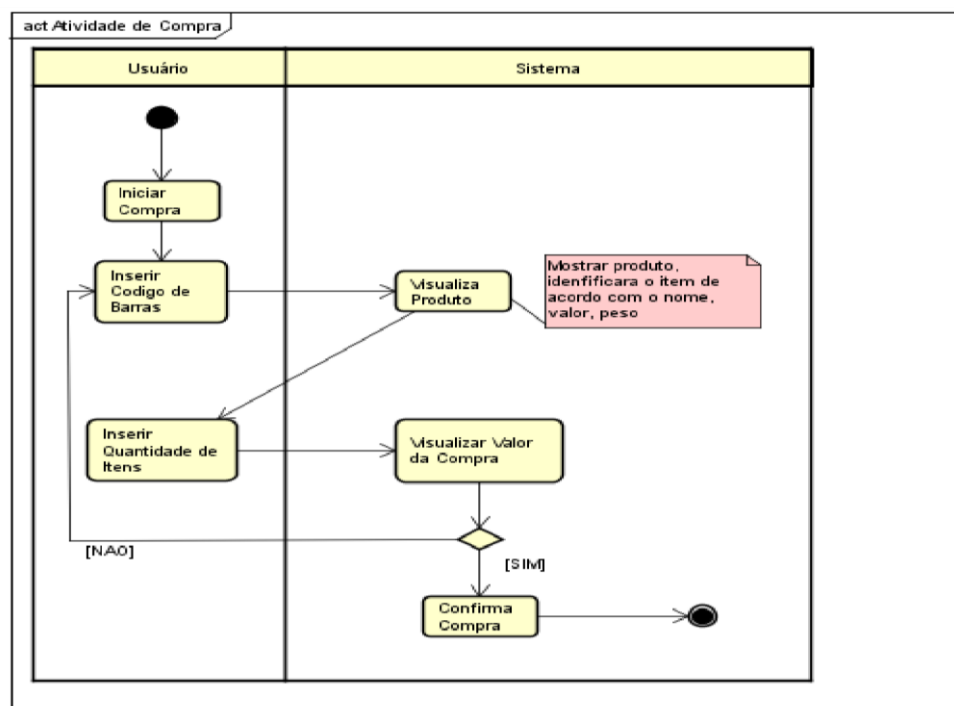 act Atividade de Compra
Usuário
Sistema
Iniciar
Compra
Inserir
Codigo de
Barras
Visualiza
Produto
Mostrar produto,
idenfificara o item de
acordo com o nome,
valor, peso
Inserir
Quantidade de
Itens
Visualizar Valor
da Compra
[NAO]
[SIM]
Confirma
Compra